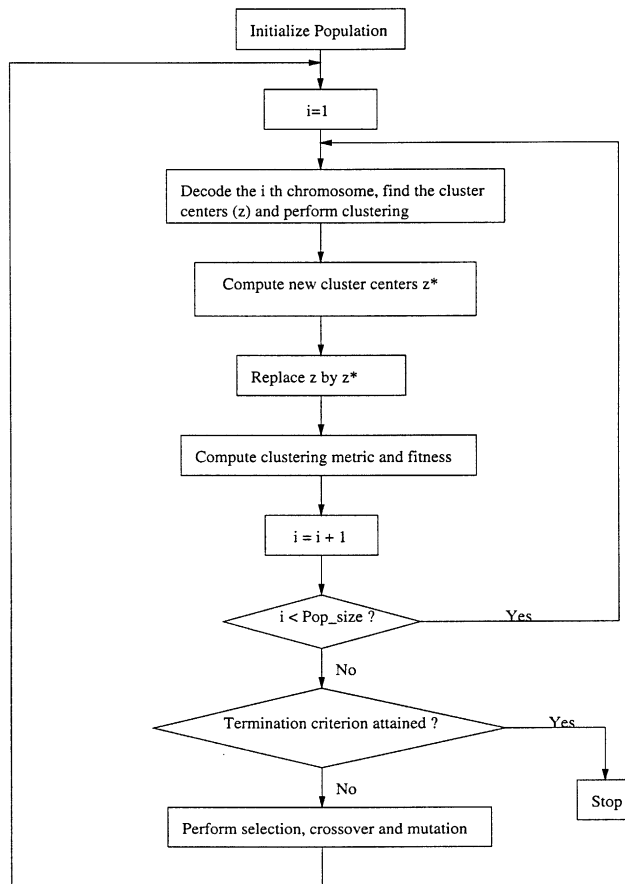 Initialize Population
i=1
Decode the i th chromosome, find the cluster
centers (z) and perform clustering
Compute new cluster centers z*
Replace z by z*
Compute clustering metric and fitness
i = i + 1
i < Pop_size ?
Yes
No
Termination criterion attained ?
Yes
No
Stop
Perform selection, crossover and mutation